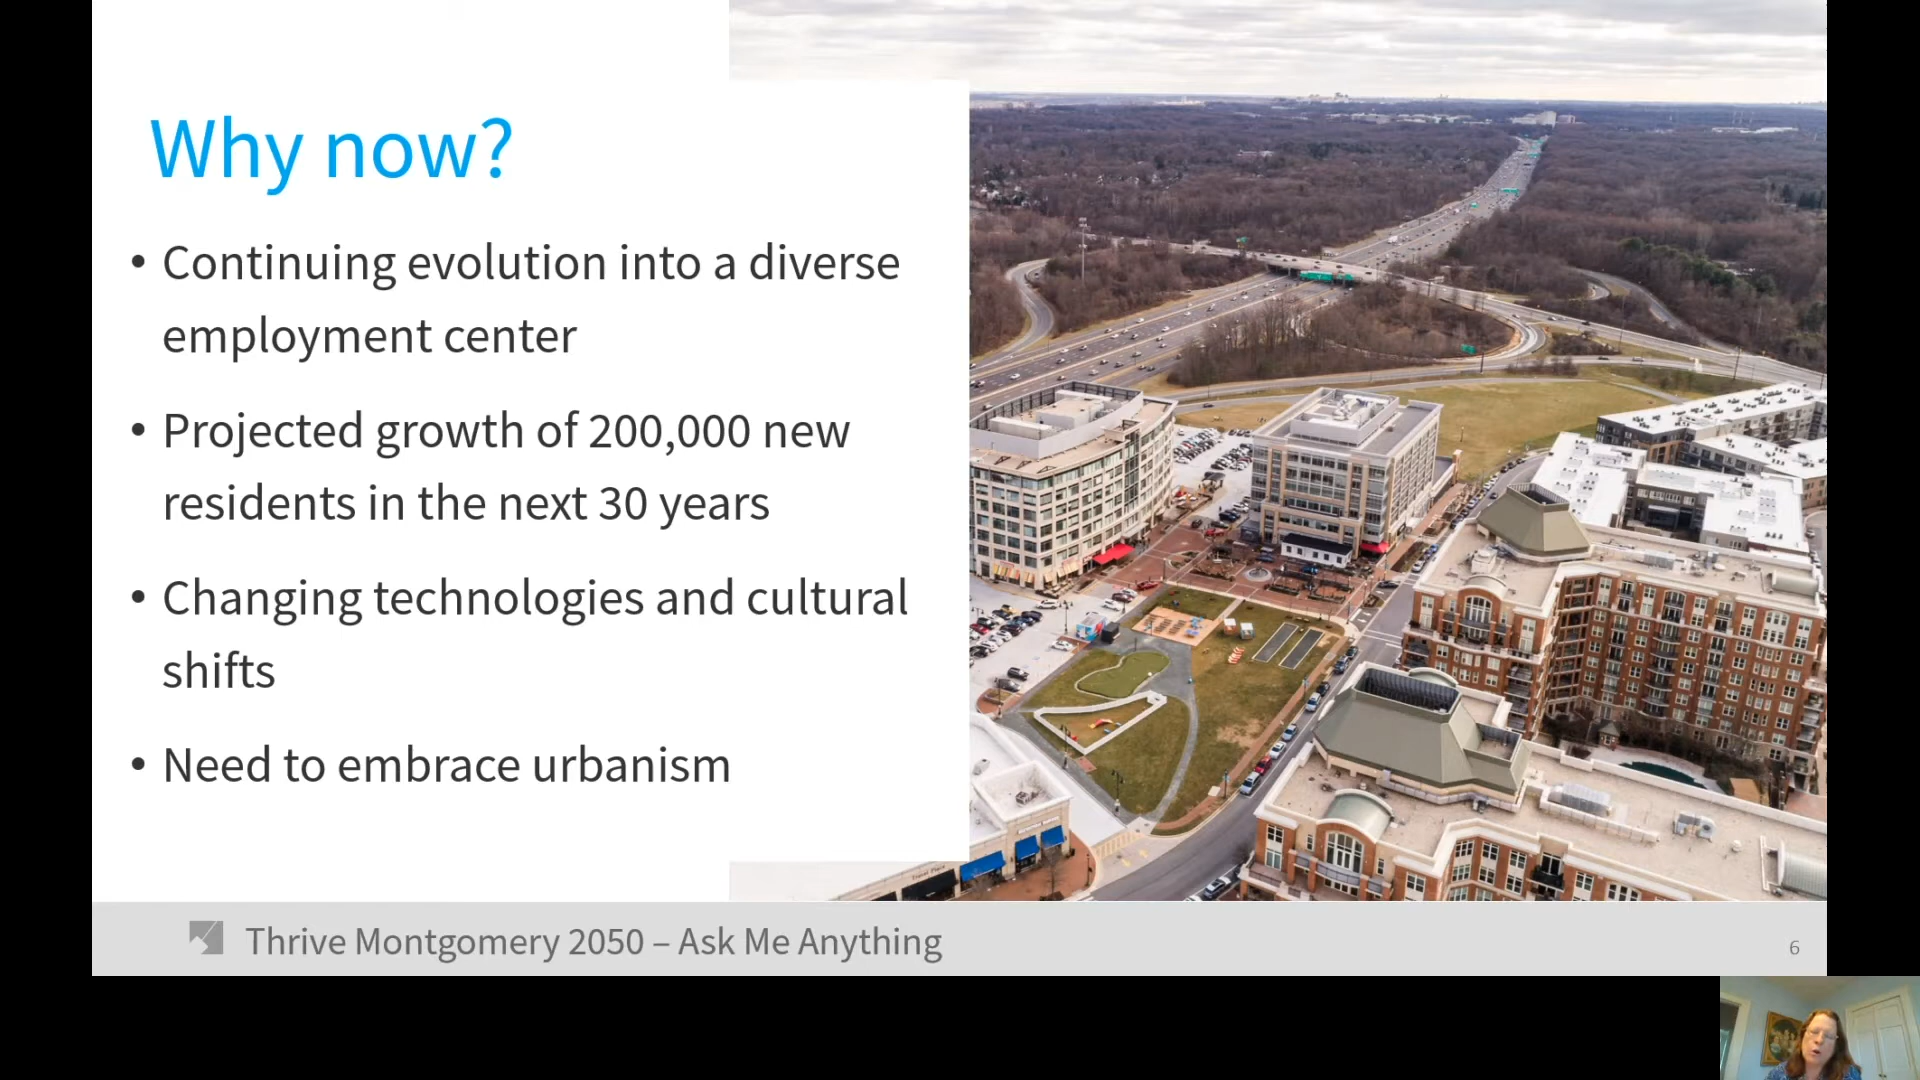 Why now?
• Continuing evolution into a diverse
employment center
• Projected growth of 200,000 new
residents in the next 30 years
• Changing technologies and cultural
shifts
• Need to embrace urbanism
Thrive Montgomery 2050 – Ask Me Anything
6